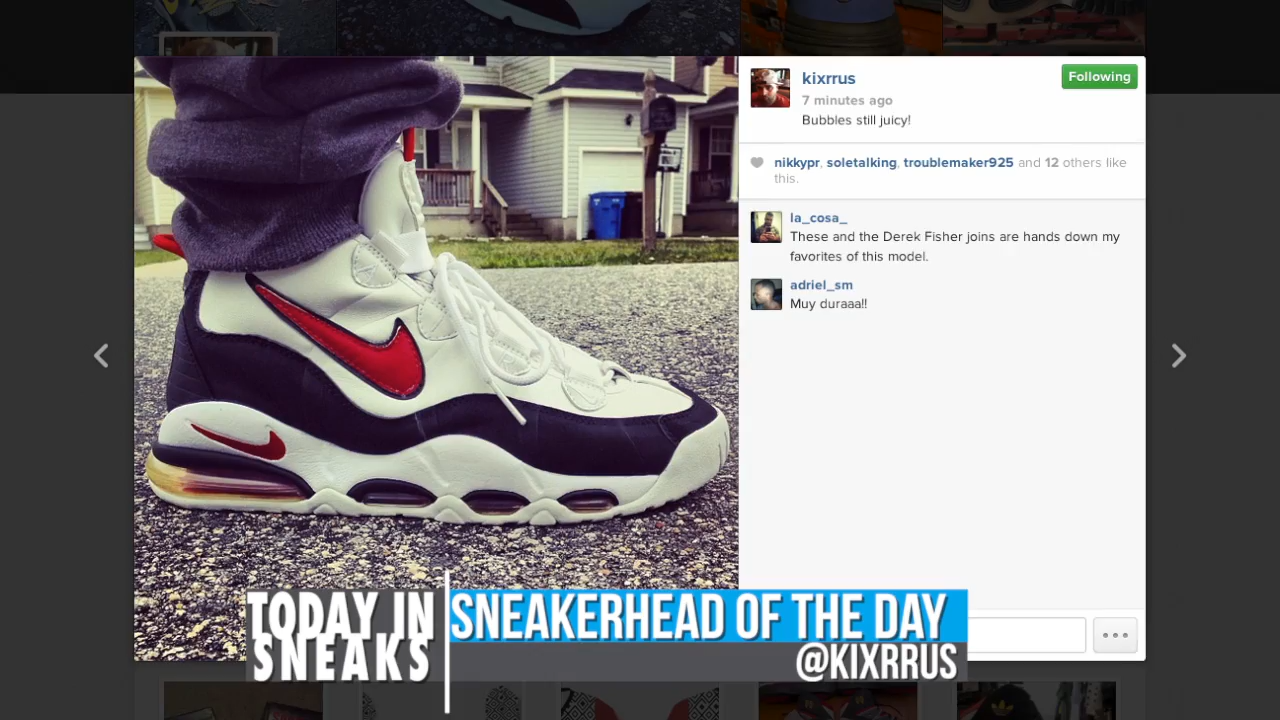 kixrrus
Following
7 minutes ago
Bubbles still juicy!
nikkypr, soletalking, troublemaker925 and 12 others like
this.
la_cosa_
These and the Derek Fisher joins are hands down my
favorites of this model.
adriel_sm
Muy duraaa!!
TODAY IN
SNEAKS
SNEAKERHEAD OF THE DAY
@KIXRRUS